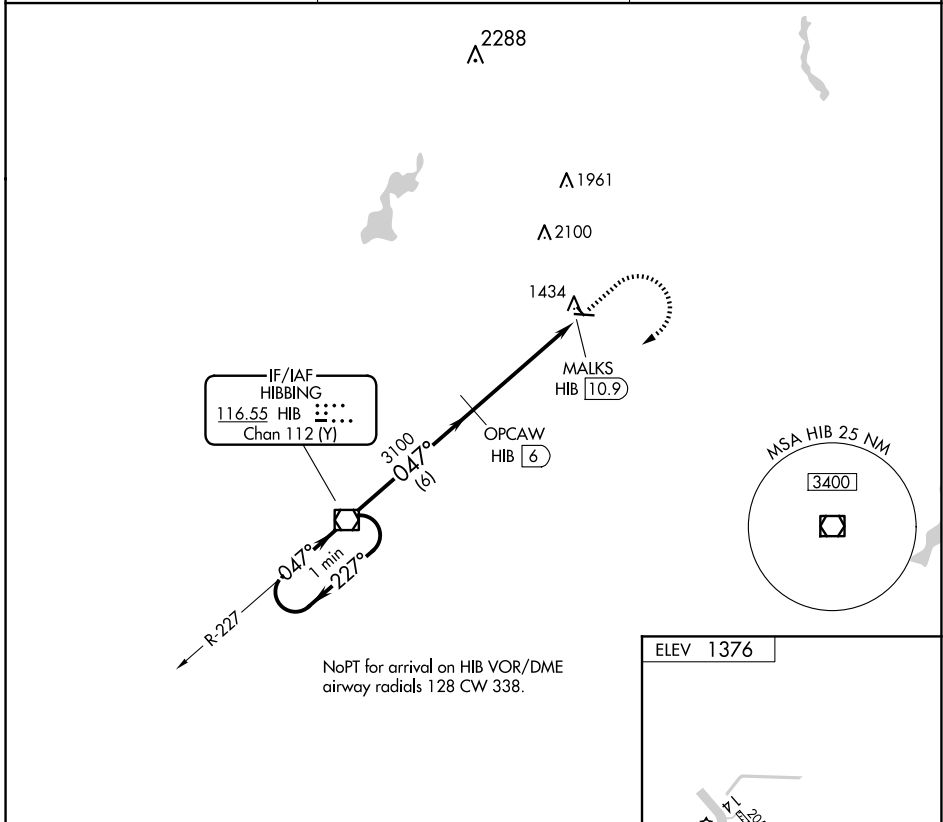 2288
1961
2100
1434
MALKS
HIB 10.9
IF/IAF
HIBBING
116.55 HIB
Chan 112 (Y)
OPCAW
HIB 6
3100
047°
(6)
MSA HIB 25 NM
3400
047°
1 min
227°
R-227
NoPT for arrival on HIB VOR/DME
airway radials 128 CW 338.
ELEV 1376
14